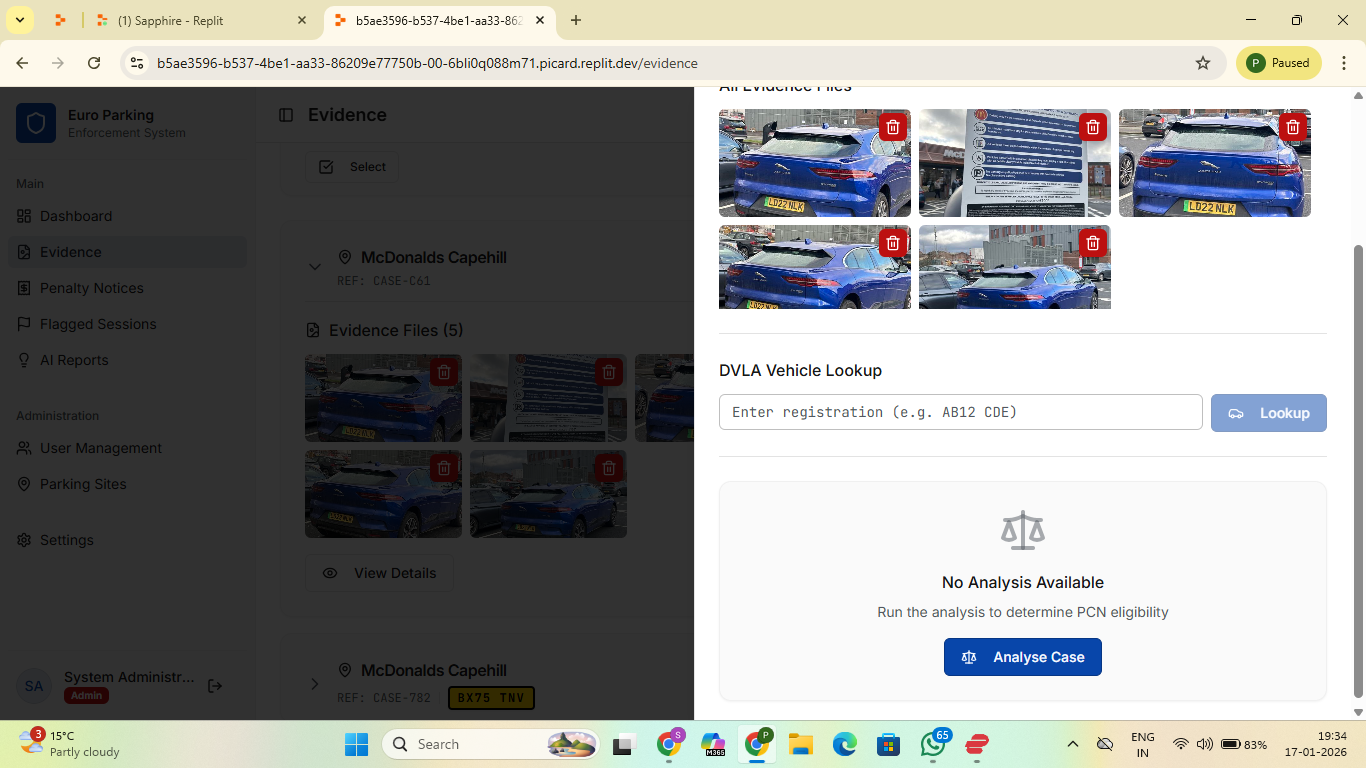 (1) Sapphire - Replit
b5ae3596-b537-4be1-aa33-862
b5ae3596-b537-4be1-aa33-86209e77750b-00-6bli0q088m71.picard.replit.dev/evidence
P
Paused
Euro Parking
Enforcement System
Main
Dashboard
Evidence
Penalty Notices
Flagged Sessions
AI Reports
Administration
User Management
Parking Sites
Settings
SA
System Administr...
Admin
Evidence
Select
McDonalds Capehill
REF: CASE-C61
Evidence Files (5)
View Details
McDonalds Capehill
REF: CASE-782
BX75 TNV
All Evidence Files
LD22 NLK
DVLA Vehicle Lookup
Enter registration (e.g. AB12 CDE)
Lookup
No Analysis Available
Run the analysis to determine PCN eligibility
Analyse Case
3
15°C
Partly cloudy
Search
S
M365
P
65
ENG
IN
83%
19:34
17-01-2026